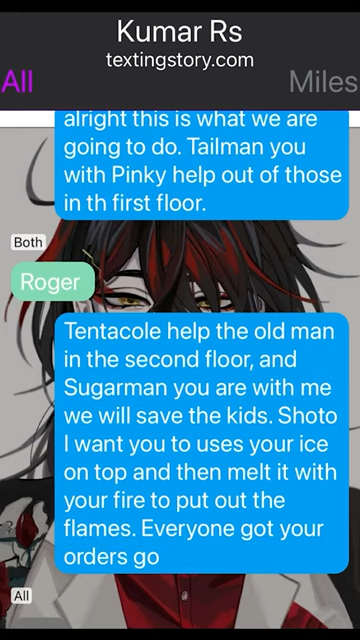 Kumar Rs
textingstory.com
All
Miles
alright this is what we are
going to do. Tailman you
with Pinky help out of those
in th first floor.
Both
Roger
Tentacole help the old man
in the second floor, and
Sugarman you are with me
we will save the kids. Shoto
I want you to uses your ice
on top and then melt it with
your fire to put out the
flames. Everyone got your
orders go
All